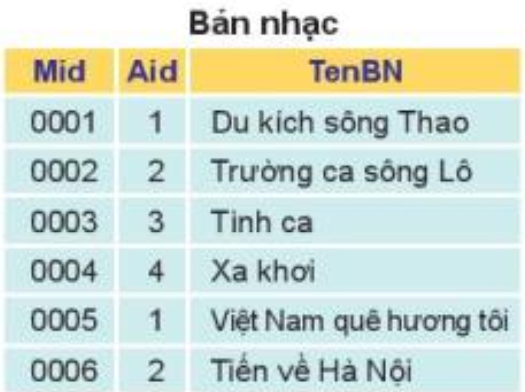 Bản nhạc
Mid Aid TenBN
0001 1 Du kích sông Thao
0002 2 Trường ca sông Lô
0003 3 Tình ca
0004 4 Xa khơi
0005 1 Việt Nam quê hương tôi
0006 2 Tiến về Hà Nội